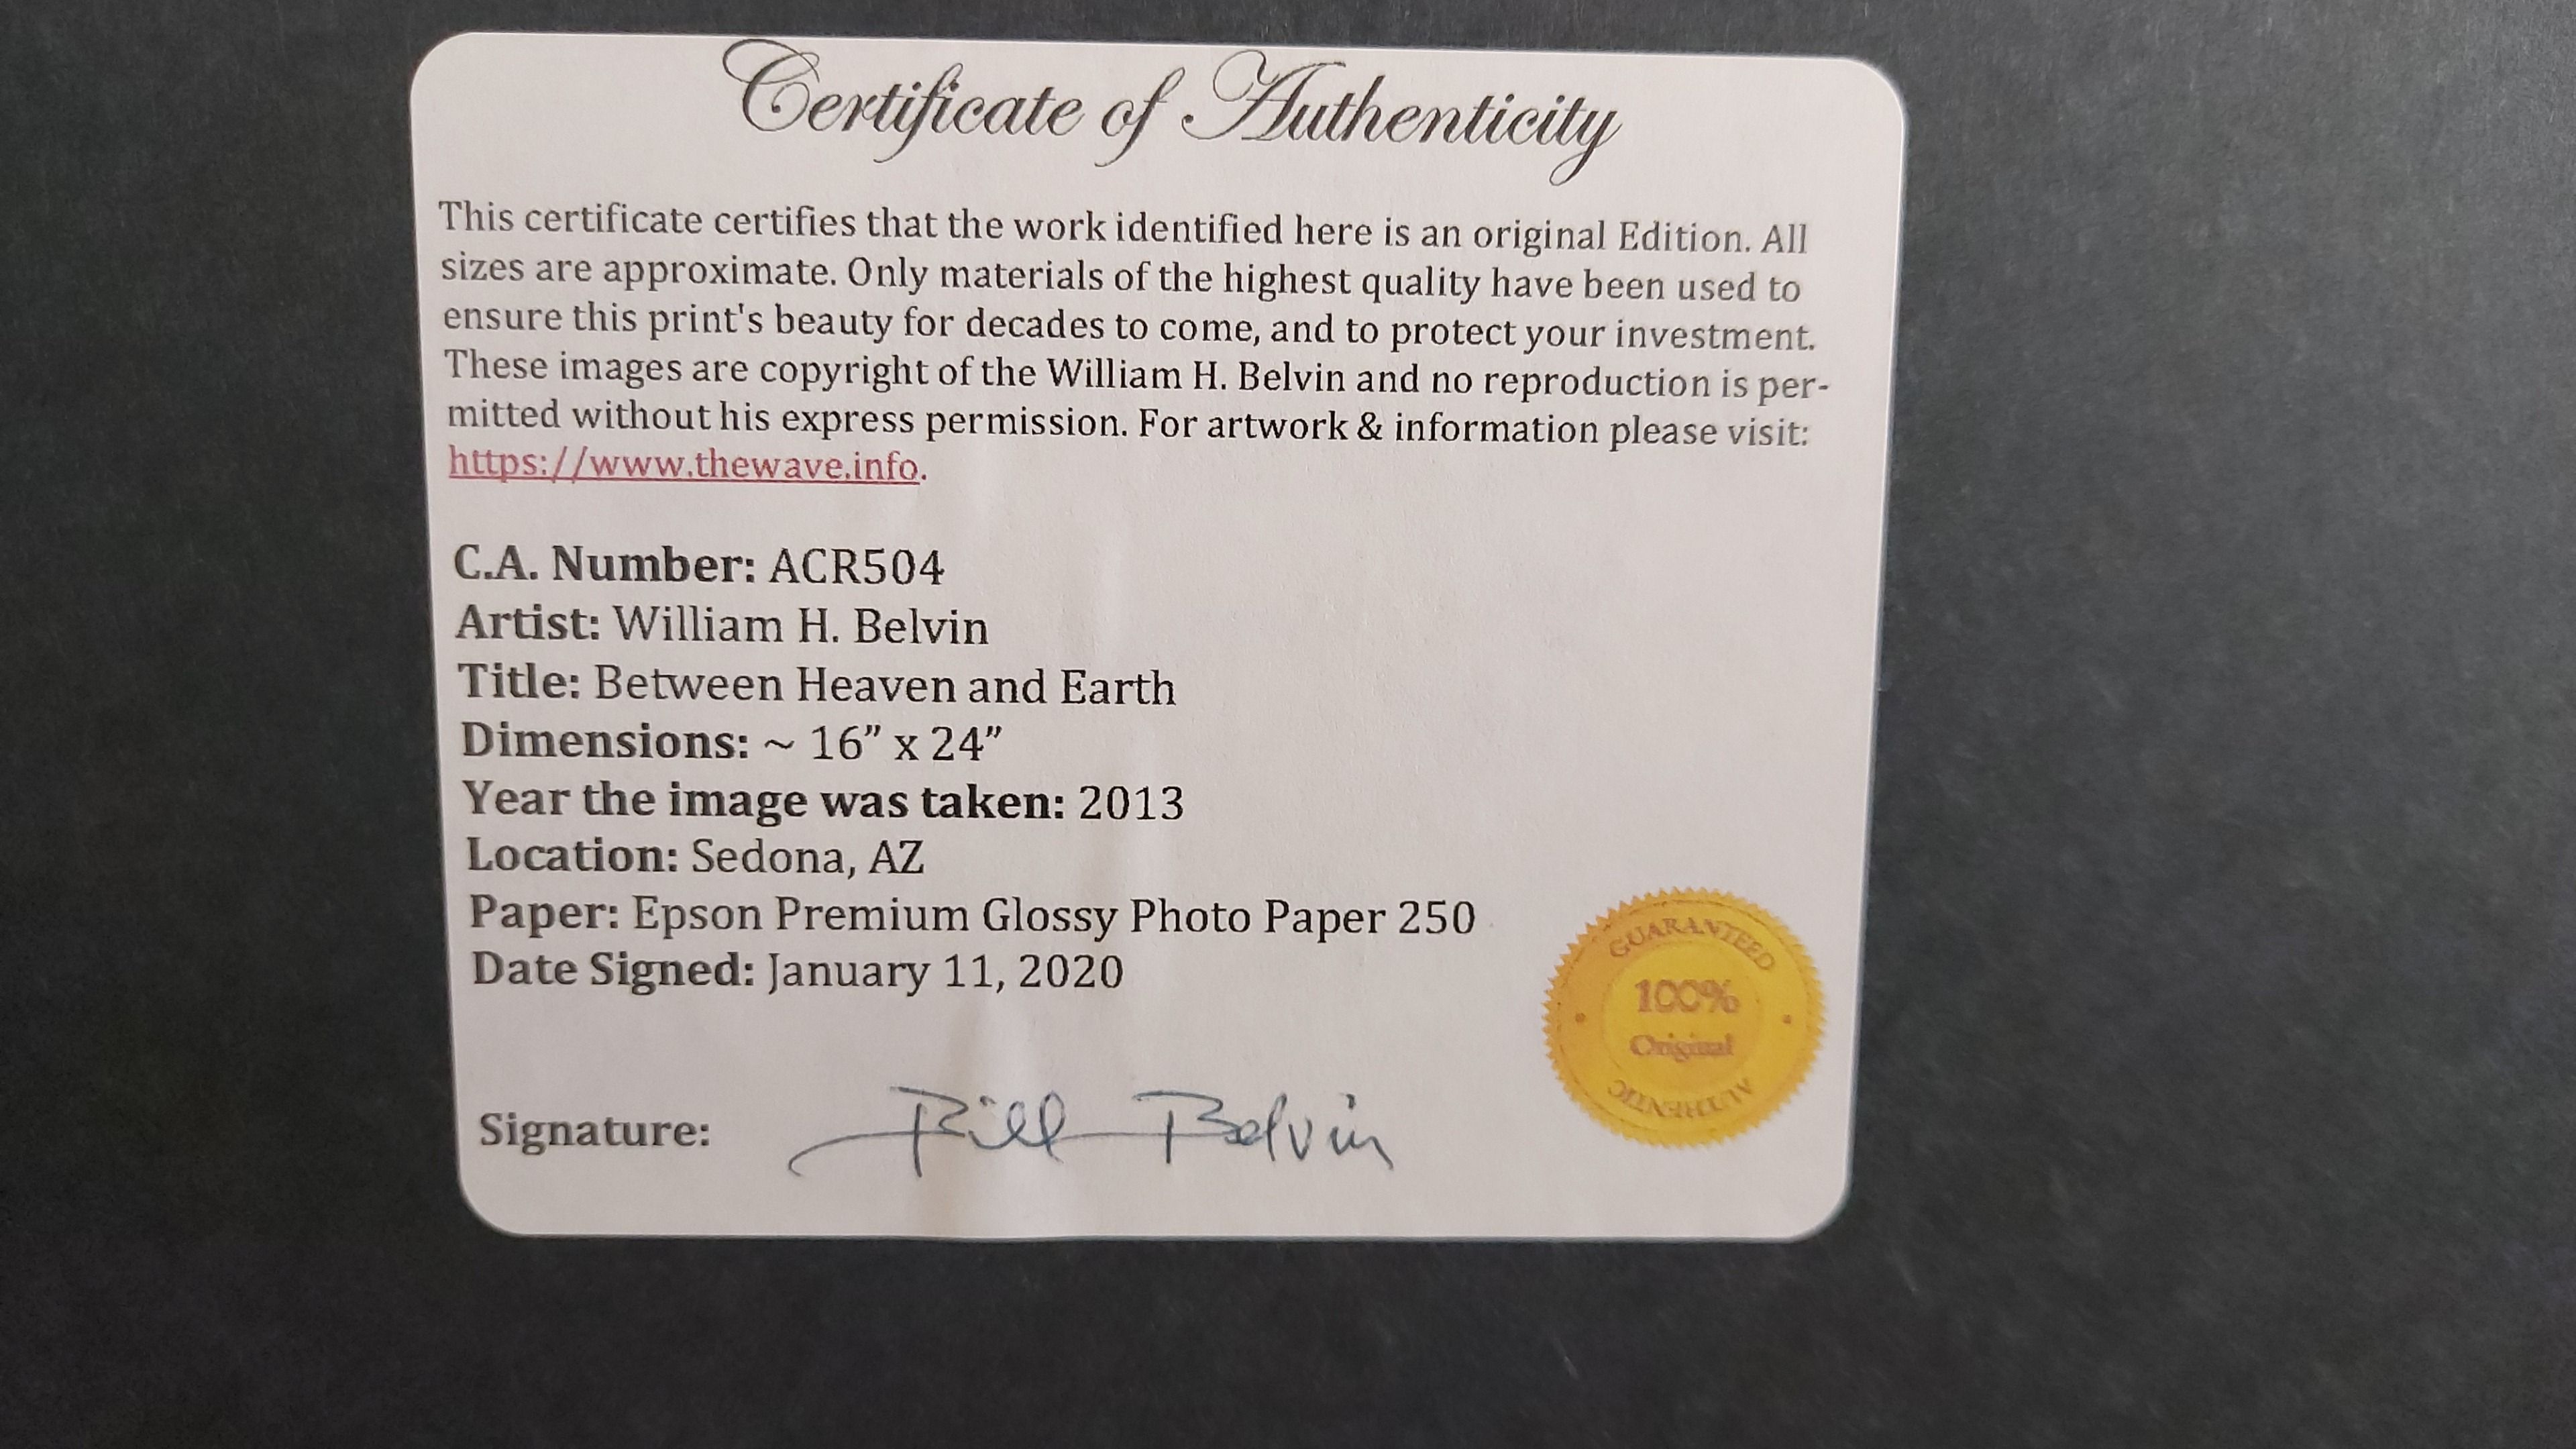 Certificate of Authenticity
This certificate certifies that the work identified here is an original Edition. All
sizes are approximate. Only materials of the highest quality have been used to
ensure this print's beauty for decades to come, and to protect your investment.
These images are copyright of the William H. Belvin and no reproduction is per-
mitted without his express permission. For artwork & information please visit:
https://www.thewave.info.
C.A. Number: ACR504
Artist: William H. Belvin
Title: Between Heaven and Earth
Dimensions: ~ 16” x 24”
Year the image was taken: 2013
Location: Sedona, AZ
Paper: Epson Premium Glossy Photo Paper 250
Date Signed: January 11, 2020
GUARANTEED
100%
Original
AUTHENTIC
Signature: Bill Belvin